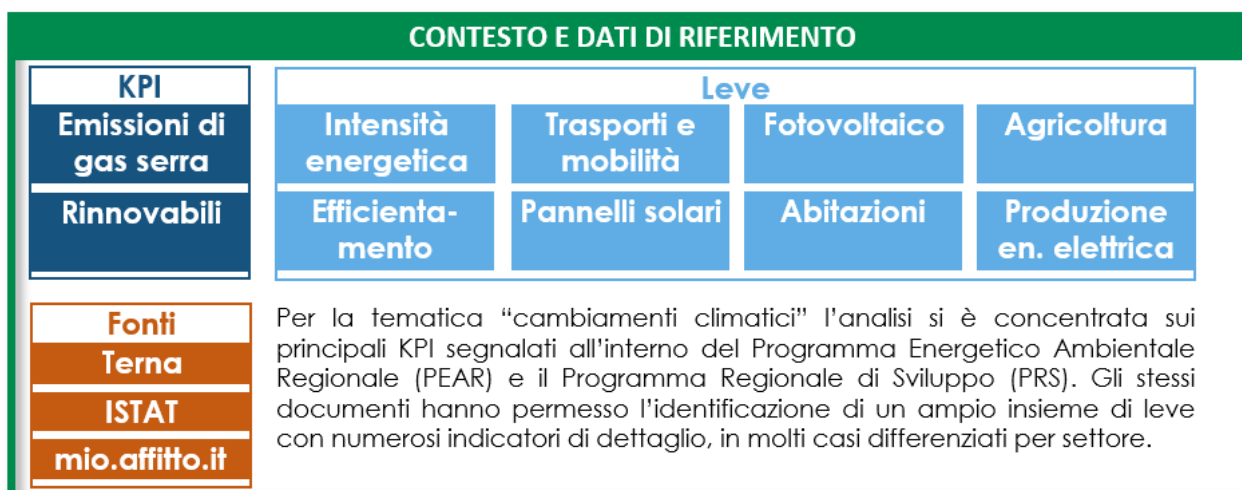 CONTESTO E DATI DI RIFERIMENTO
KPI
Emissioni di
gas serra
Rinnovabili
Leve
Intensità
energetica
Trasporti e
mobilità
Fotovoltaico
Agricoltura
Efficienta-
mento
Pannelli solari
Abitazioni
Produzione
en. elettrica
Fonti
Terna
ISTAT
mio.affitto.it
Per la tematica “cambiamenti climatici” l’analisi si è concentrata sui
principali KPI segnalati all’interno del Programma Energetico Ambientale
Regionale (PEAR) e il Programma Regionale di Sviluppo (PRS). Gli stessi
documenti hanno permesso l’identificazione di un ampio insieme di leve
con numerosi indicatori di dettaglio, in molti casi differenziati per settore.